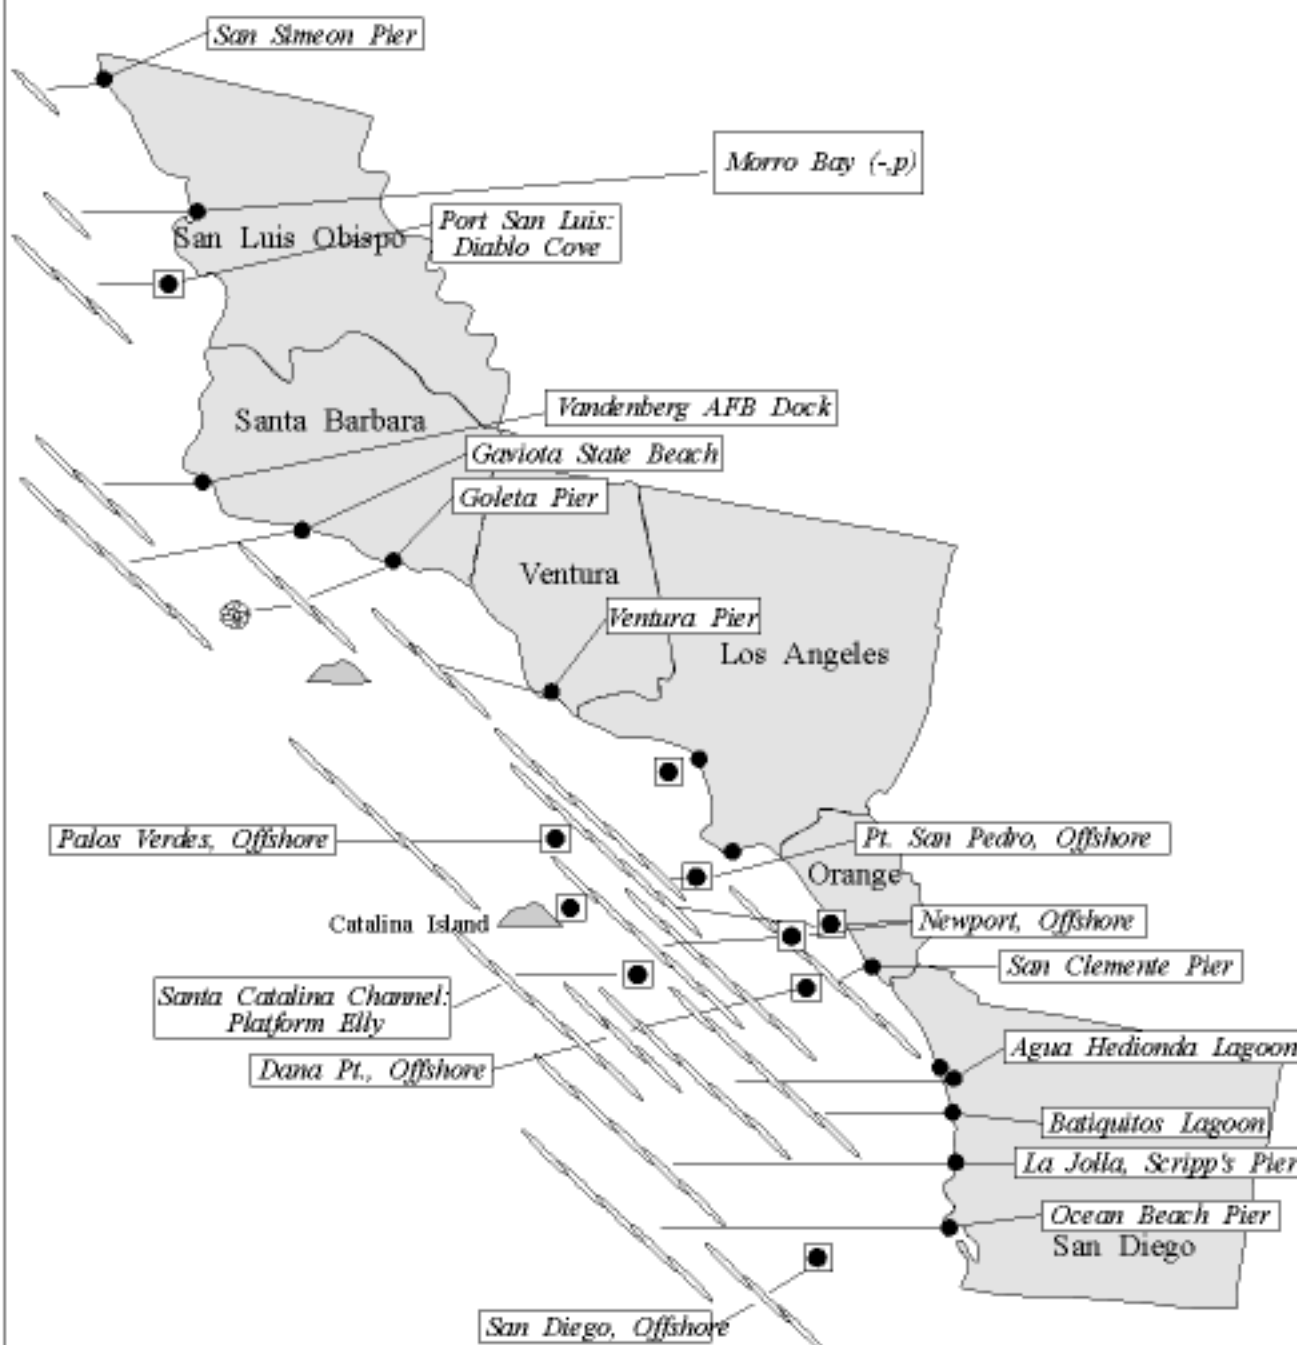 San Simeon Pier
Morro Bay (-,p)
Port San Luis:
Diablo Cove
San Luis Obispo
Vandenberg AFB Dock
Santa Barbara
Gaviota State Beach
Goleta Pier
Ventura
Ventura Pier
Los Angeles
Palos Verdes, Offshore
Pt. San Pedro, Offshore
Orange
Catalina Island
Newport, Offshore
San Clemente Pier
Santa Catalina Channel:
Platform Elly
Dana Pt., Offshore
Agua Hedionda Lagoon
Batiquitos Lagoon
La Jolla, Scripp's Pier
Ocean Beach Pier
San Diego
San Diego, Offshore